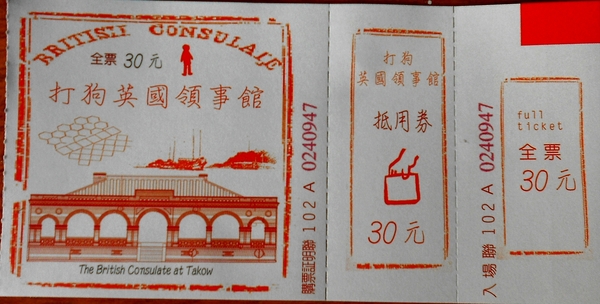 BRITISH CONSULATE
全票 30元
打狗英國領事館
The British Consulate at Takow
購票証明聯 102 A 0240947
打狗
英國領事館
抵用券
30元
入場聯 102 A 0240947
full
ticket
全票
30元